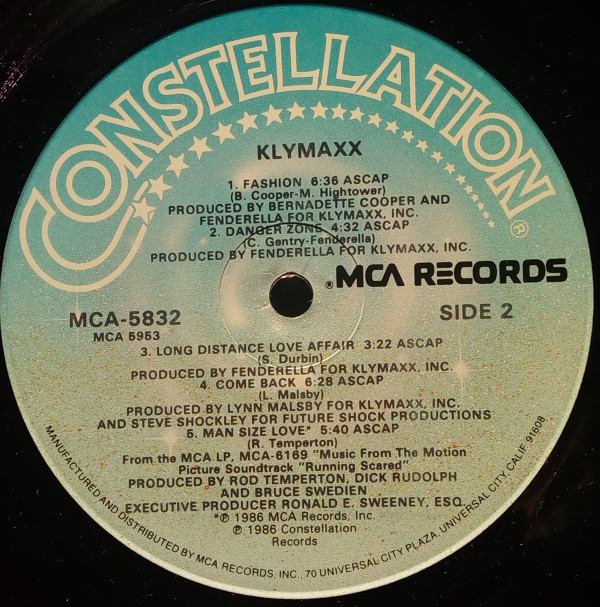 CONSTELLATION®
KLYMAXX
1. FASHION 6:36 ASCAP
(B. Cooper-M. Hightower)
PRODUCED BY BERNADETTE COOPER AND
FENDERELLA FOR KLYMAXX, INC.
2. DANGER ZONE 4:32 ASCAP
(C. Gentry-Fenderella)
PRODUCED BY FENDERELLA FOR KLYMAXX, INC.
®MCA RECORDS
MCA-5832
SIDE 2
MCA 5953
3. LONG DISTANCE LOVE AFFAIR 3:22 ASCAP
(S. Durbin)
PRODUCED BY FENDERELLA FOR KLYMAXX, INC.
4. COME BACK 6:28 ASCAP
(L. Malsby)
PRODUCED BY LYNN MALSBY FOR KLYMAXX, INC.
AND STEVE SHOCKLEY FOR FUTURE SHOCK PRODUCTIONS
5. MAN SIZE LOVE* 5:40 ASCAP
(R. Temperton)
From the MCA LP, MCA-6169 "Music From The Motion
Picture Soundtrack "Running Scared"
PRODUCED BY ROD TEMPERTON, DICK RUDOLPH
AND BRUCE SWEDIEN
EXECUTIVE PRODUCER RONALD E. SWEENEY, ESQ.
*℗ 1986 MCA Records, Inc.
℗ 1986 Constellation
Records
MANUFACTURED AND DISTRIBUTED BY MCA RECORDS, INC., 70 UNIVERSAL CITY PLAZA, UNIVERSAL CITY, CALIF. 91608